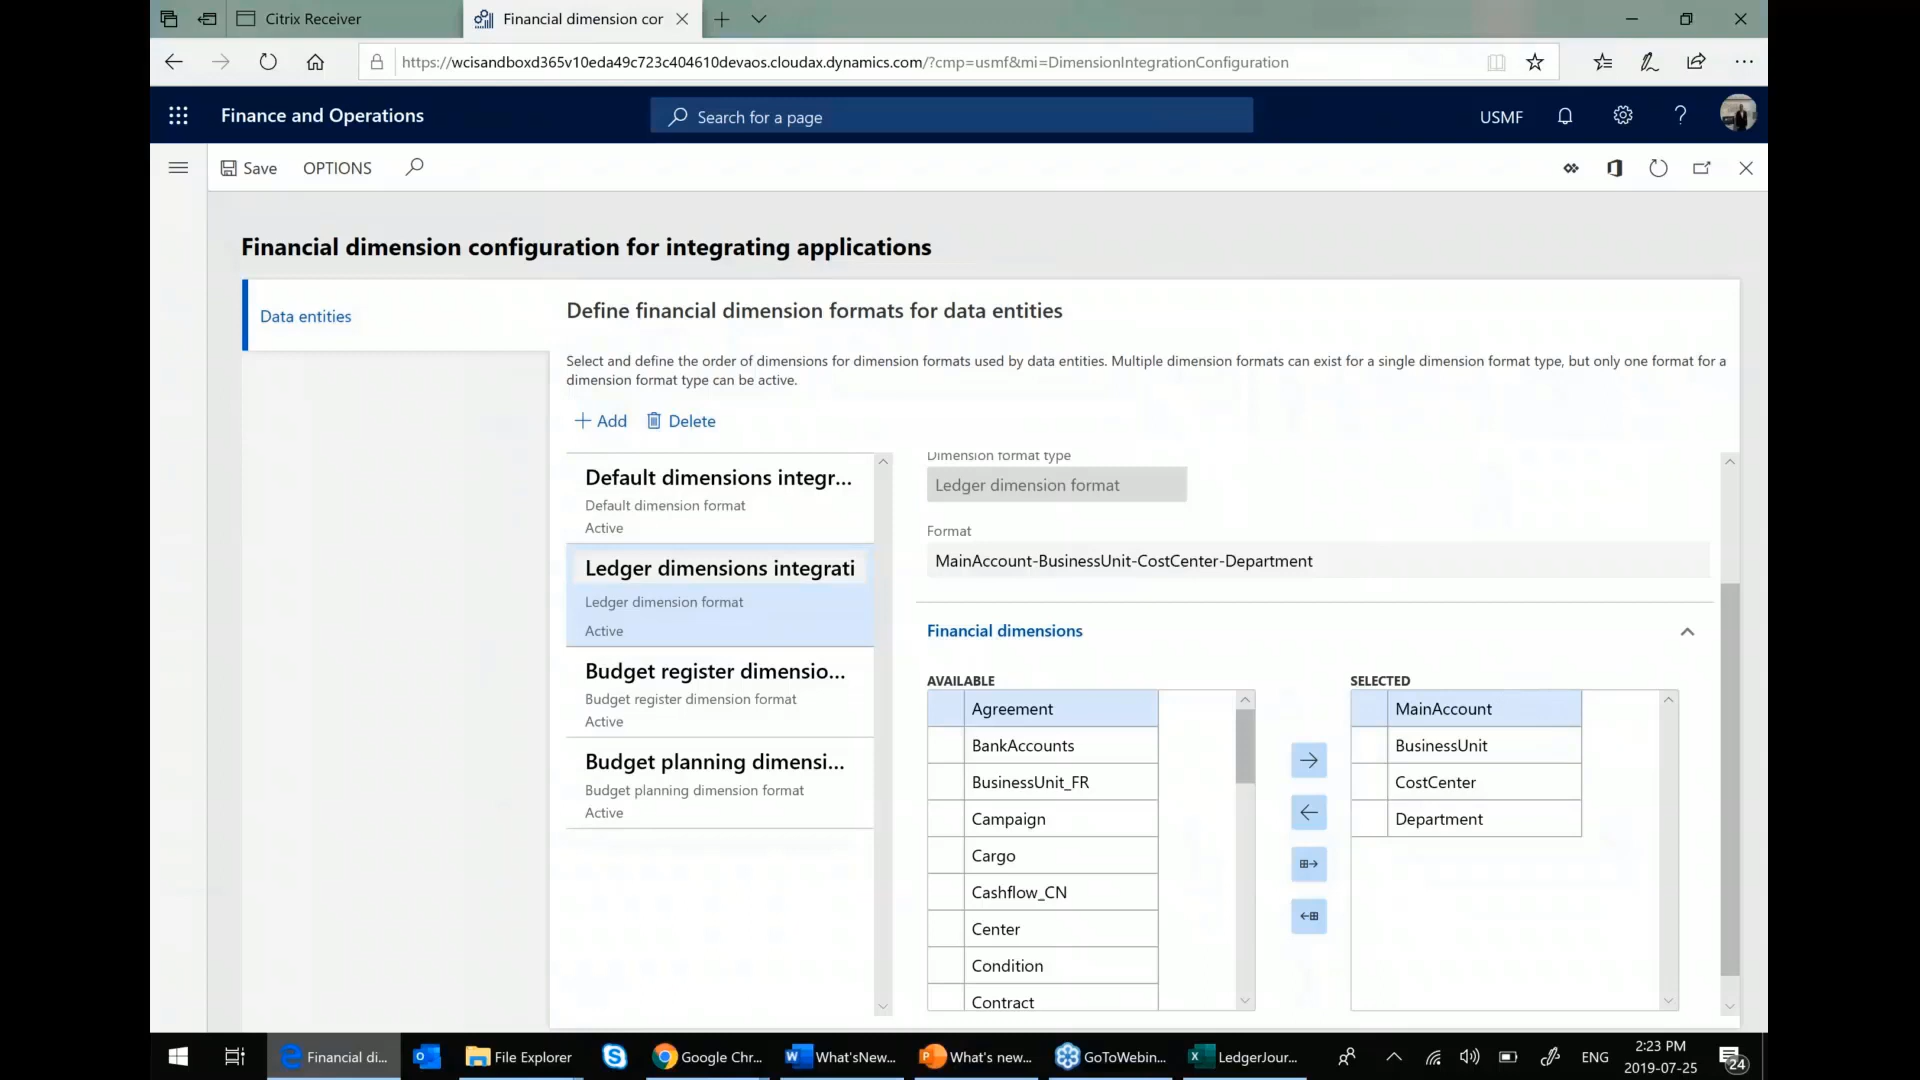 Citrix Receiver
Financial dimension cor
https://wcisandboxd365v10eda49c723c404610devaos.cloudax.dynamics.com/?cmp=usmf&mi=DimensionIntegrationConfiguration
Finance and Operations
Search for a page
USMF
Save
OPTIONS
Financial dimension configuration for integrating applications
Data entities
Define financial dimension formats for data entities
Select and define the order of dimensions for dimension formats used by data entities. Multiple dimension formats can exist for a single dimension format type, but only one format for a
dimension format type can be active.
Add
Delete
Default dimensions integr...
Default dimension format
Active
Ledger dimensions integrati
Ledger dimension format
Active
Budget register dimensio...
Budget register dimension format
Active
Budget planning dimensi...
Budget planning dimension format
Active
Dimension format type
Ledger dimension format
Format
MainAccount-BusinessUnit-CostCenter-Department
Financial dimensions
AVAILABLE
Agreement
BankAccounts
BusinessUnit_FR
Campaign
Cargo
Cashflow_CN
Center
Condition
Contract
SELECTED
MainAccount
BusinessUnit
CostCenter
Department
Financial di...
File Explorer
Google Chr...
What'sNew...
What's new...
GoToWebin...
LedgerJour...
ENG
2:23 PM
2019-07-25
24